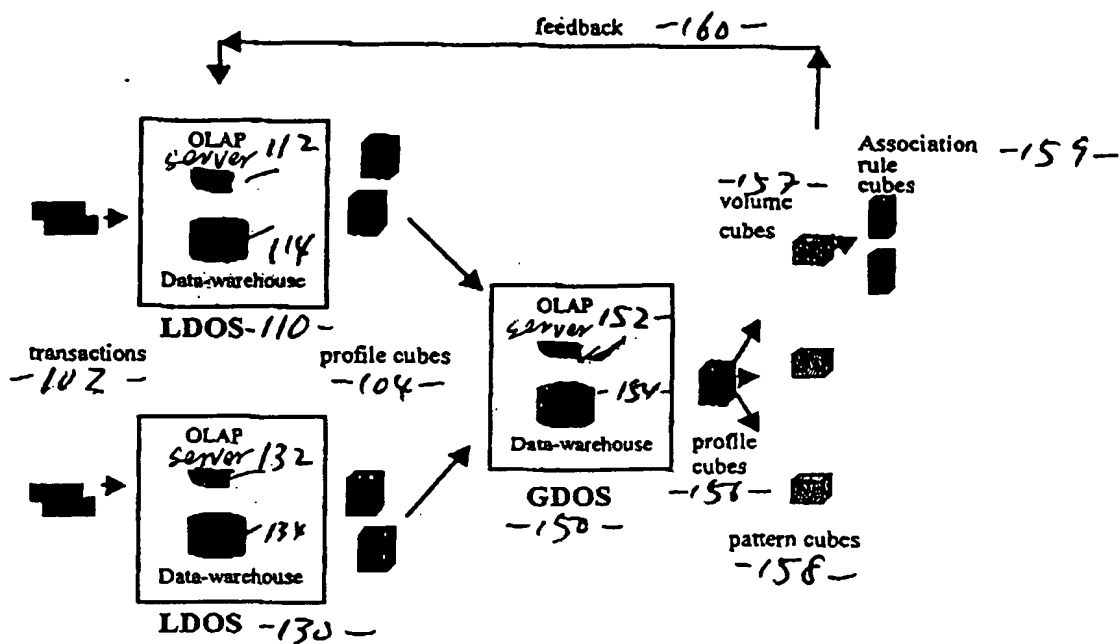 feedback -160-
OLAP
server 112
114
Data-warehouse
LDOS-110-
transactions
-102-
profile cubes
-104-
OLAP
server 132
134
Data-warehouse
LDOS -130-
OLAP
server 152-
-154-
Data-warehouse
GDOS
-150-
profile
cubes
-156-
-157-
volume
cubes
Association -159-
rule
cubes
pattern cubes
-158-